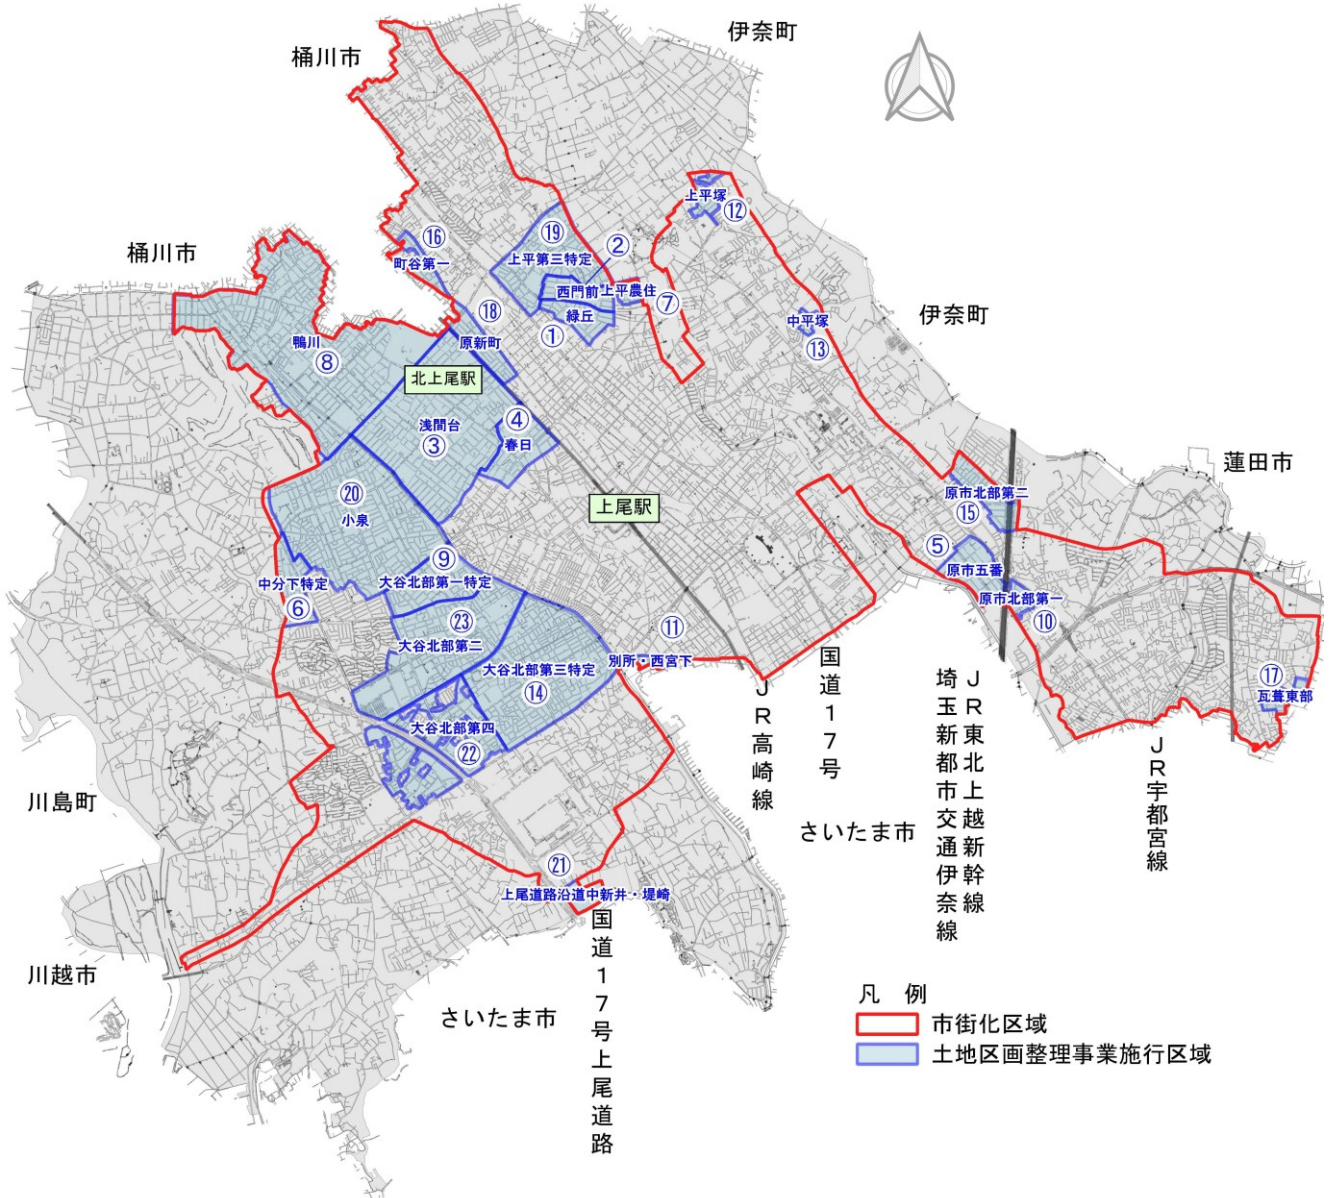 伊奈町
桶川市
桶川市
上平塚
⑫
⑯
町谷第一
⑲
上平第三特定
②
西門前
上平農住
⑦
緑丘
①
⑱
原新町
伊奈町
中平塚
⑬
鴨川
⑧
北上尾駅
浅間台
③
④
春日
上尾駅
蓮田市
原市北部第二
⑮
⑤
原市五番
原市北部第一
⑩
⑳
小泉
⑨
大谷北部第一特定
中分下特定
⑥
㉓
大谷北部第二
⑪
別所・西宮下
大谷北部第三特定
⑭
大谷北部第四
㉒
⑰
瓦葺東部
JR高崎線
国道17号
埼玉新都市交通伊奈線
JR東北上越新幹線
JR宇都宮線
川島町
さいたま市
㉑
上尾道路沿道中新井・堤崎
国道17号上尾道路
川越市
さいたま市
凡 例
市街化区域
土地区画整理事業施行区域